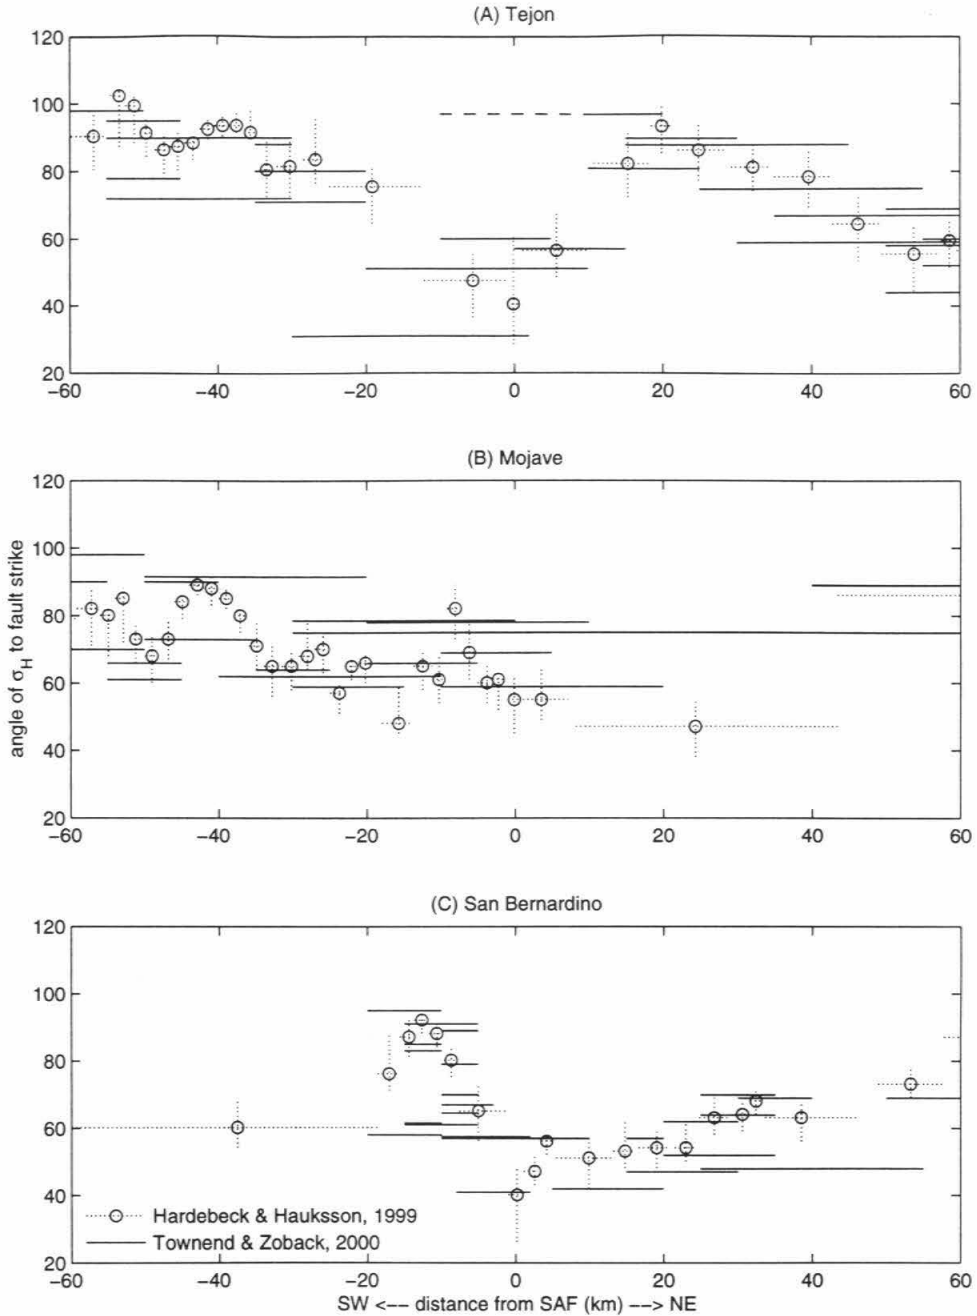 (A) Tejon
120
100
80
60
40
20
−60 −40 −20 0 20 40 60
(B) Mojave
120
100
80
60
40
20
−60 −40 −20 0 20 40 60
angle of σH to fault strike
(C) San Bernardino
120
100
80
60
40
20
Hardebeck & Hauksson, 1999
Townend & Zoback, 2000
−60 −40 −20 0 20 40 60
SW <−− distance from SAF (km) −−> NE